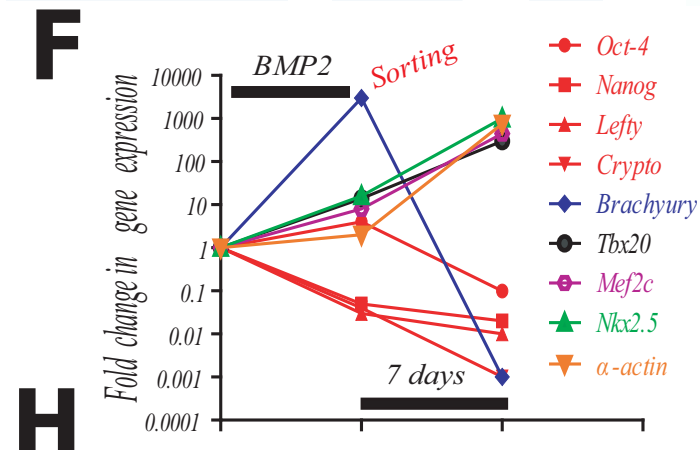 F
BMP2
Sorting
10000
1000
100
10
1
0.1
0.01
0.001
0.0001
Fold change in gene expression
7 days
Oct-4
Nanog
Lefty
Crypto
Brachyury
Tbx20
Mef2c
Nkx2.5
α-actin
H